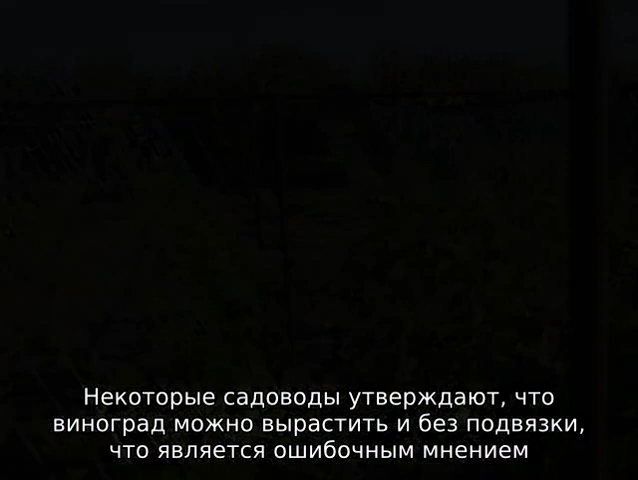 Некоторые садоводы утверждают, что
виноград можно вырастить и без подвязки,
что является ошибочным мнением